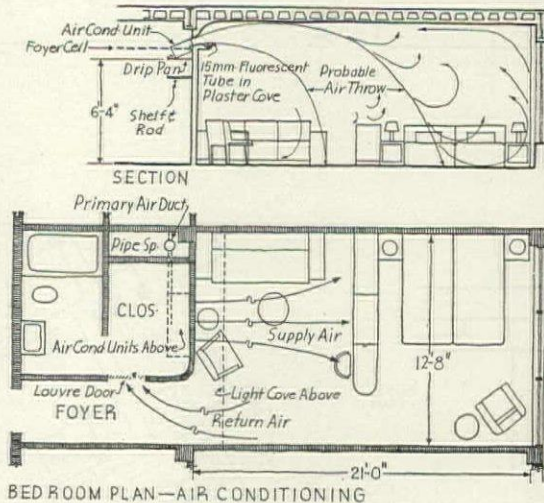 Air Cond·Unit
Foyer Ceil
Drip Pan
6'-4"
Shelf &
Rod
15mm·Fluorescent
Tube in
Plaster Cove
Probable
Air Throw
SECTION
Primary Air Duct
Pipe Sp.
CLOS·
Air Cond·Units Above
Supply Air
12'-8"
Louvre Door
FOYER
Light Cove Above
Return Air
21'-0"
BED ROOM PLAN—AIR CONDITIONING